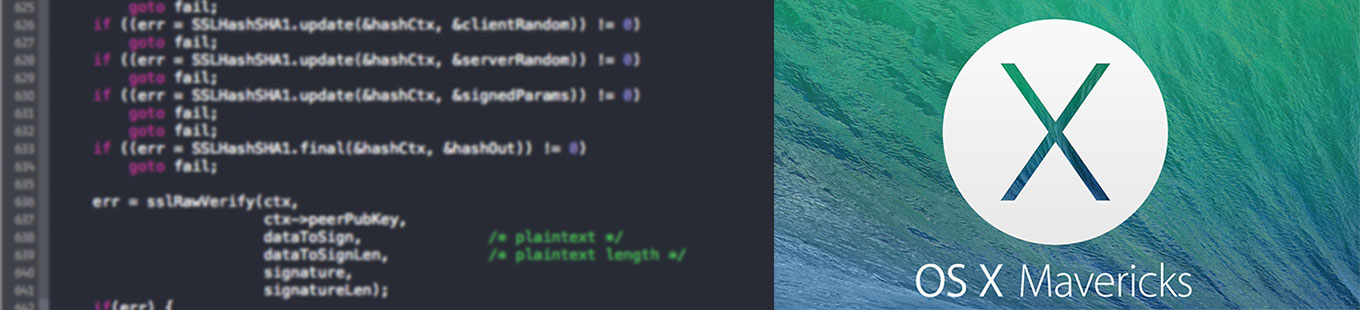 625 goto fail;
626 if ((err = SSLHashSHA1.update(&hashCtx, &clientRandom)) != 0)
627 goto fail;
628 if ((err = SSLHashSHA1.update(&hashCtx, &serverRandom)) != 0)
629 goto fail;
630 if ((err = SSLHashSHA1.update(&hashCtx, &signedParams)) != 0)
631 goto fail;
632 goto fail;
633 if ((err = SSLHashSHA1.final(&hashCtx, &hashOut)) != 0)
634 goto fail;
635
636 err = sslRawVerify(ctx,
637 ctx->peerPubKey,
638 dataToSign, /* plaintext */
639 dataToSignLen, /* plaintext length */
640 signature,
641 signatureLen);
642 if(err) {
X
OS X Mavericks